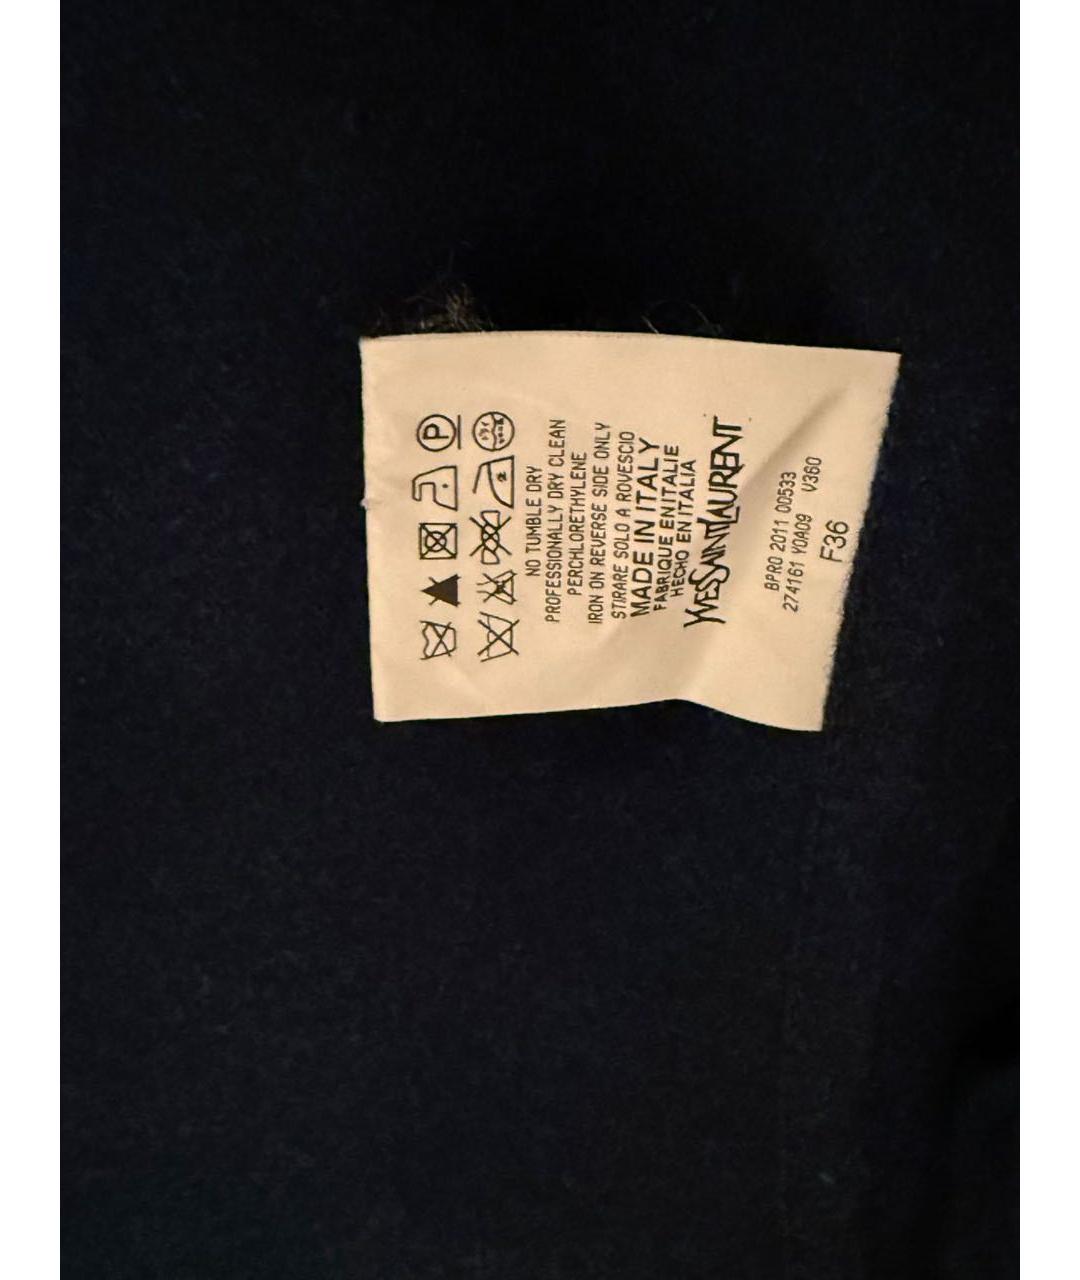 P
NO TUMBLE DRY
PROFESSIONALLY DRY CLEAN
PERCHLORETHYLENE
IRON ON REVERSE SIDE ONLY
STIRARE SOLO A ROVESCIO
MADE IN ITALY
FABRIQUE EN ITALIE
HECHO EN ITALIA
YVES SAINT LAURENT
BPRO 2011 00533
274161 Y0A09 V360
F36